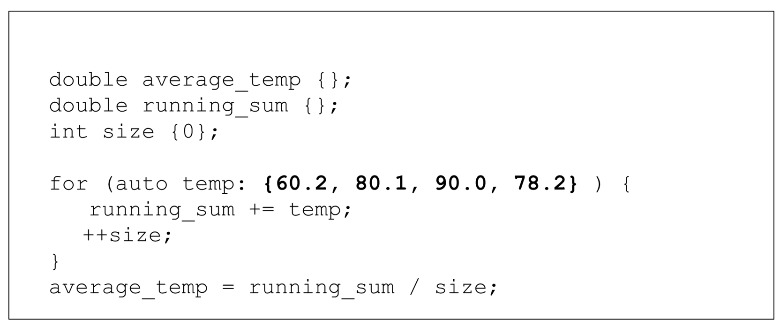 double average_temp {};
double running_sum {};
int size {0};
for (auto temp: {60.2, 80.1, 90.0, 78.2} ) {
running_sum += temp;
++size;
}
average_temp = running_sum / size;